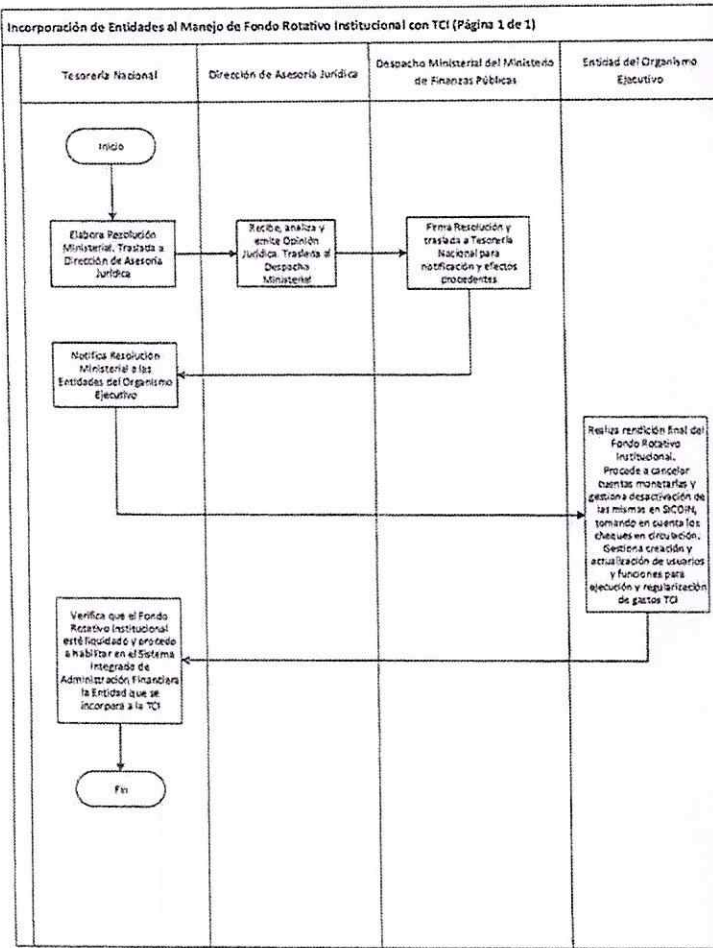 Incorporación de Entidades al Manejo de Fondo Rotativo Institucional con TCI (Página 1 de 1)
Tesorería Nacional
Dirección de Asesoría Jurídica
Despacho Ministerial del Ministerio
de Finanzas Públicas
Entidad del Organismo
Ejecutivo
Inicio
Elabora Resolución
Ministerial. Traslada a
Dirección de Asesoría
Jurídica
Recibe, analiza y
emite Opinión
Jurídica. Traslada al
Despacho
Ministerial
Firma Resolución y
traslada a Tesorería
Nacional para
notificación y efectos
procedentes
Notifica Resolución
Ministerial a las
Entidades del Organismo
Ejecutivo
Realiza rendición final del
Fondo Rotativo
Institucional.
Procede a cancelar
cuentas monetarias y
gestiona desactivación de
las mismas en SICOIN,
tomando en cuenta los
cheques en circulación.
Gestiona creación y
actualización de usuarios
y funciones para
ejecución y regularización
de gastos TCI
Verifica que el Fondo
Rotativo Institucional
esté liquidado y procede
a habilitar en el Sistema
Integrado de
Administración Financiera
la Entidad que se
incorpora a la TCI
Fin